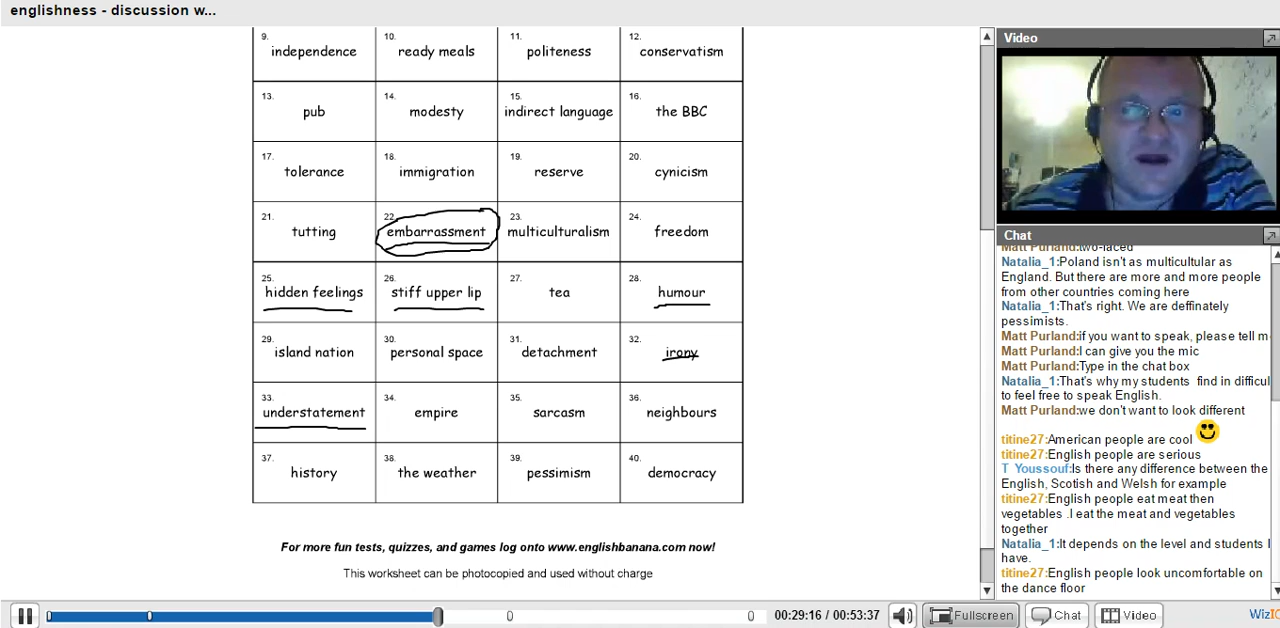 englishness - discussion w...
9. independence
10. ready meals
11. politeness
12. conservatism
13. pub
14. modesty
15. indirect language
16. the BBC
17. tolerance
18. immigration
19. reserve
20. cynicism
21. tutting
22. embarrassment
23. multiculturalism
24. freedom
25. hidden feelings
26. stiff upper lip
27. tea
28. humour
29. island nation
30. personal space
31. detachment
32. irony
33. understatement
34. empire
35. sarcasm
36. neighbours
37. history
38. the weather
39. pessimism
40. democracy
For more fun tests, quizzes, and games log onto www.englishbanana.com now!
This worksheet can be photocopied and used without charge
Video
Chat
Matt Purland:two-faced
Natalia_1:Poland isn't as multicultular as
England. But there are more and more people
from other countries coming here
Natalia_1:That's right. We are deffinately
pessimists.
Matt Purland:if you want to speak, please tell m
Matt Purland:I can give you the mic
Matt Purland:Type in the chat box
Natalia_1:That's why my students find in difficul
to feel free to speak English.
Matt Purland:we don't want to look different
titine27:American people are cool
titine27:English people are serious
T Youssouf:Is there any difference between the
English, Scotish and Welsh for example
titine27:English people eat meat then
vegetables .I eat the meat and vegetables
together
Natalia_1:It depends on the level and students I
have.
titine27:English people look uncomfortable on
the dance floor
00:29:16 / 00:53:37
Fullscreen
Chat
Video
WizI